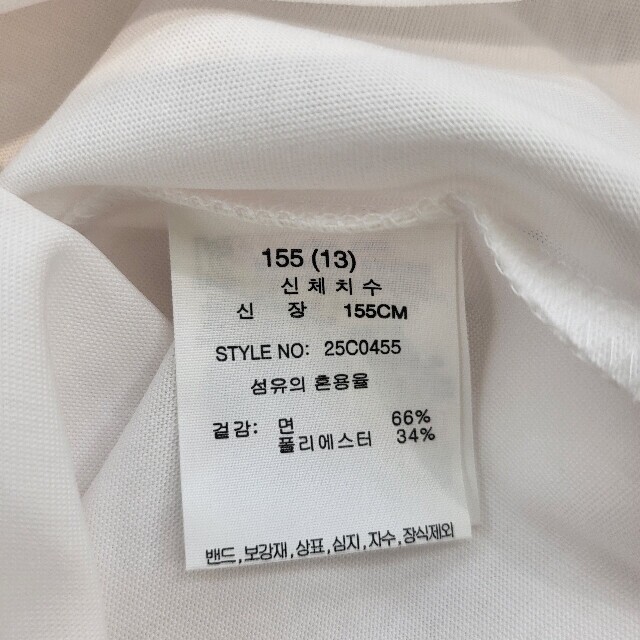 155 (13)
신체치수
신 장 155CM
STYLE NO: 25C0455
섬유의 혼용율
겉감: 면 66%
폴리에스터 34%
밴드,보강재,상표,심지,자수,장식제외